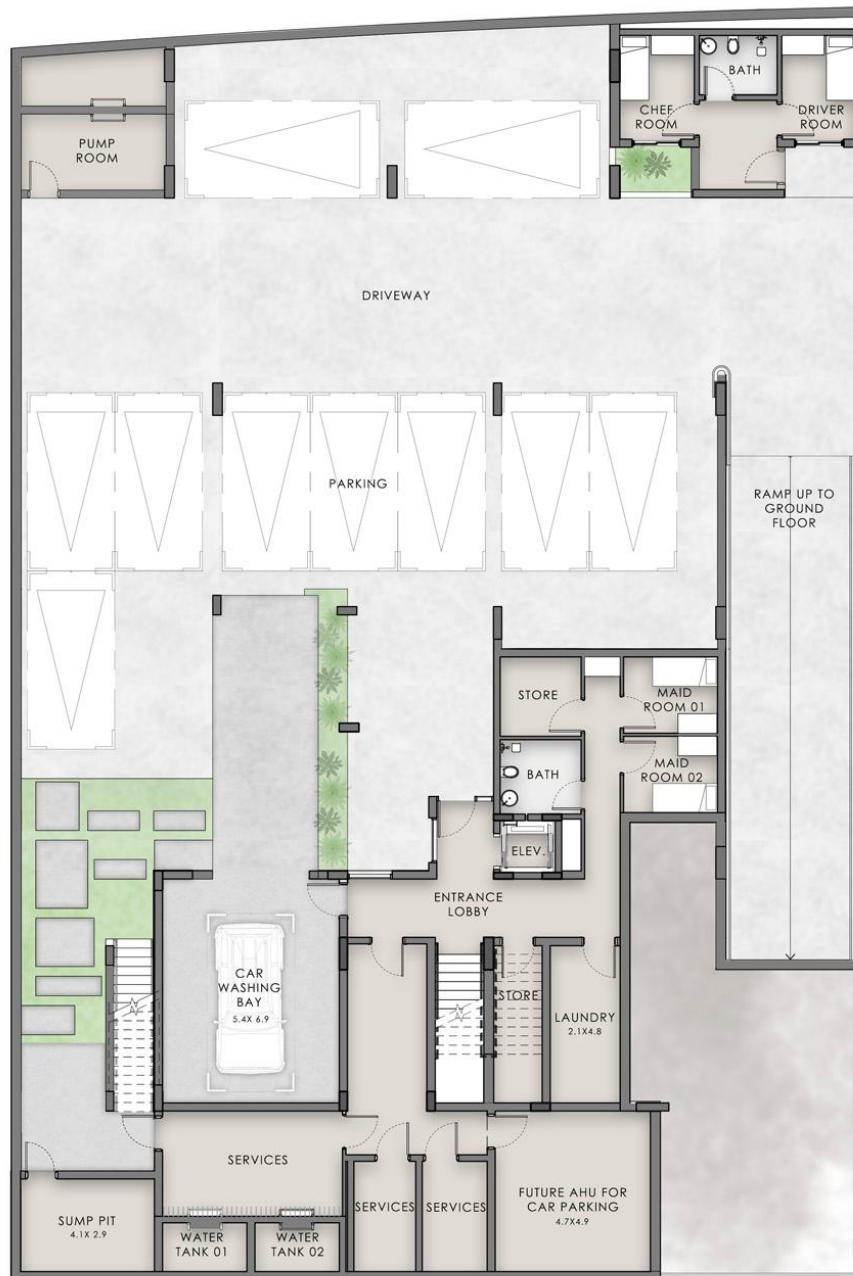 BATH
CHEF
ROOM
DRIVER
ROOM
PUMP
ROOM
DRIVEWAY
PARKING
RAMP UP TO
GROUND
FLOOR
STORE
MAID
ROOM 01
BATH
MAID
ROOM 02
ELEV.
ENTRANCE
LOBBY
CAR
WASHING
BAY
5.4X 6.9
STORE
LAUNDRY
2.1X4.8
SERVICES
SUMP PIT
4.1X 2.9
WATER
TANK 01
WATER
TANK 02
SERVICES
SERVICES
FUTURE AHU FOR
CAR PARKING
4.7X4.9